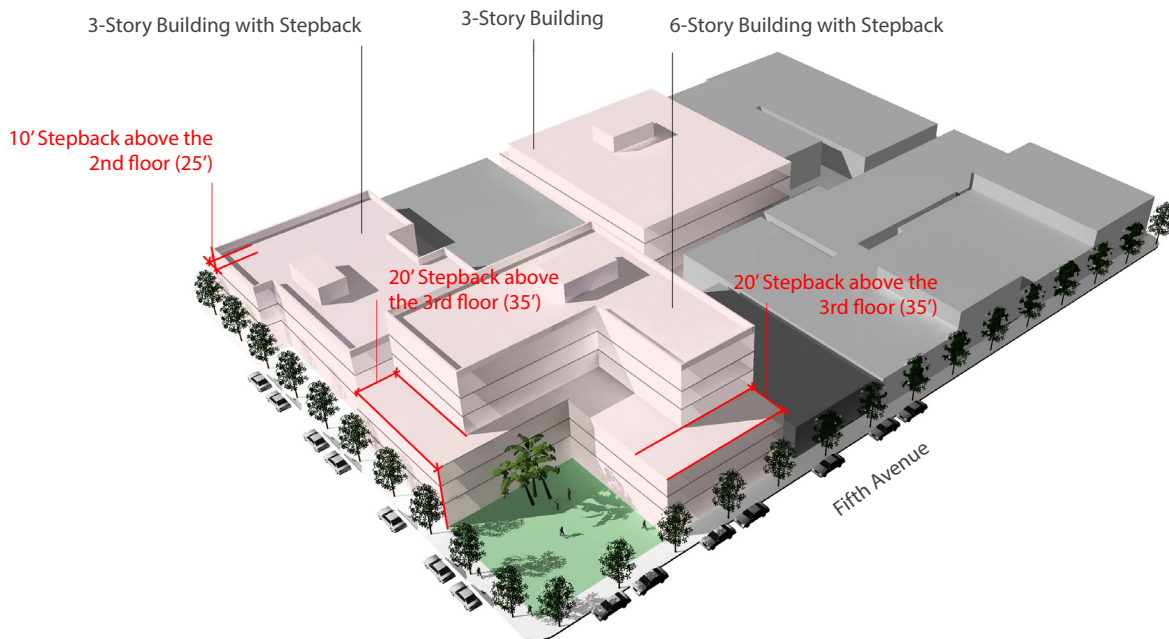 3-Story Building with Stepback
3-Story Building
6-Story Building with Stepback
10' Stepback above the
2nd floor (25')
20' Stepback above
the 3rd floor (35')
20' Stepback above the
3rd floor (35')
Fifth Avenue